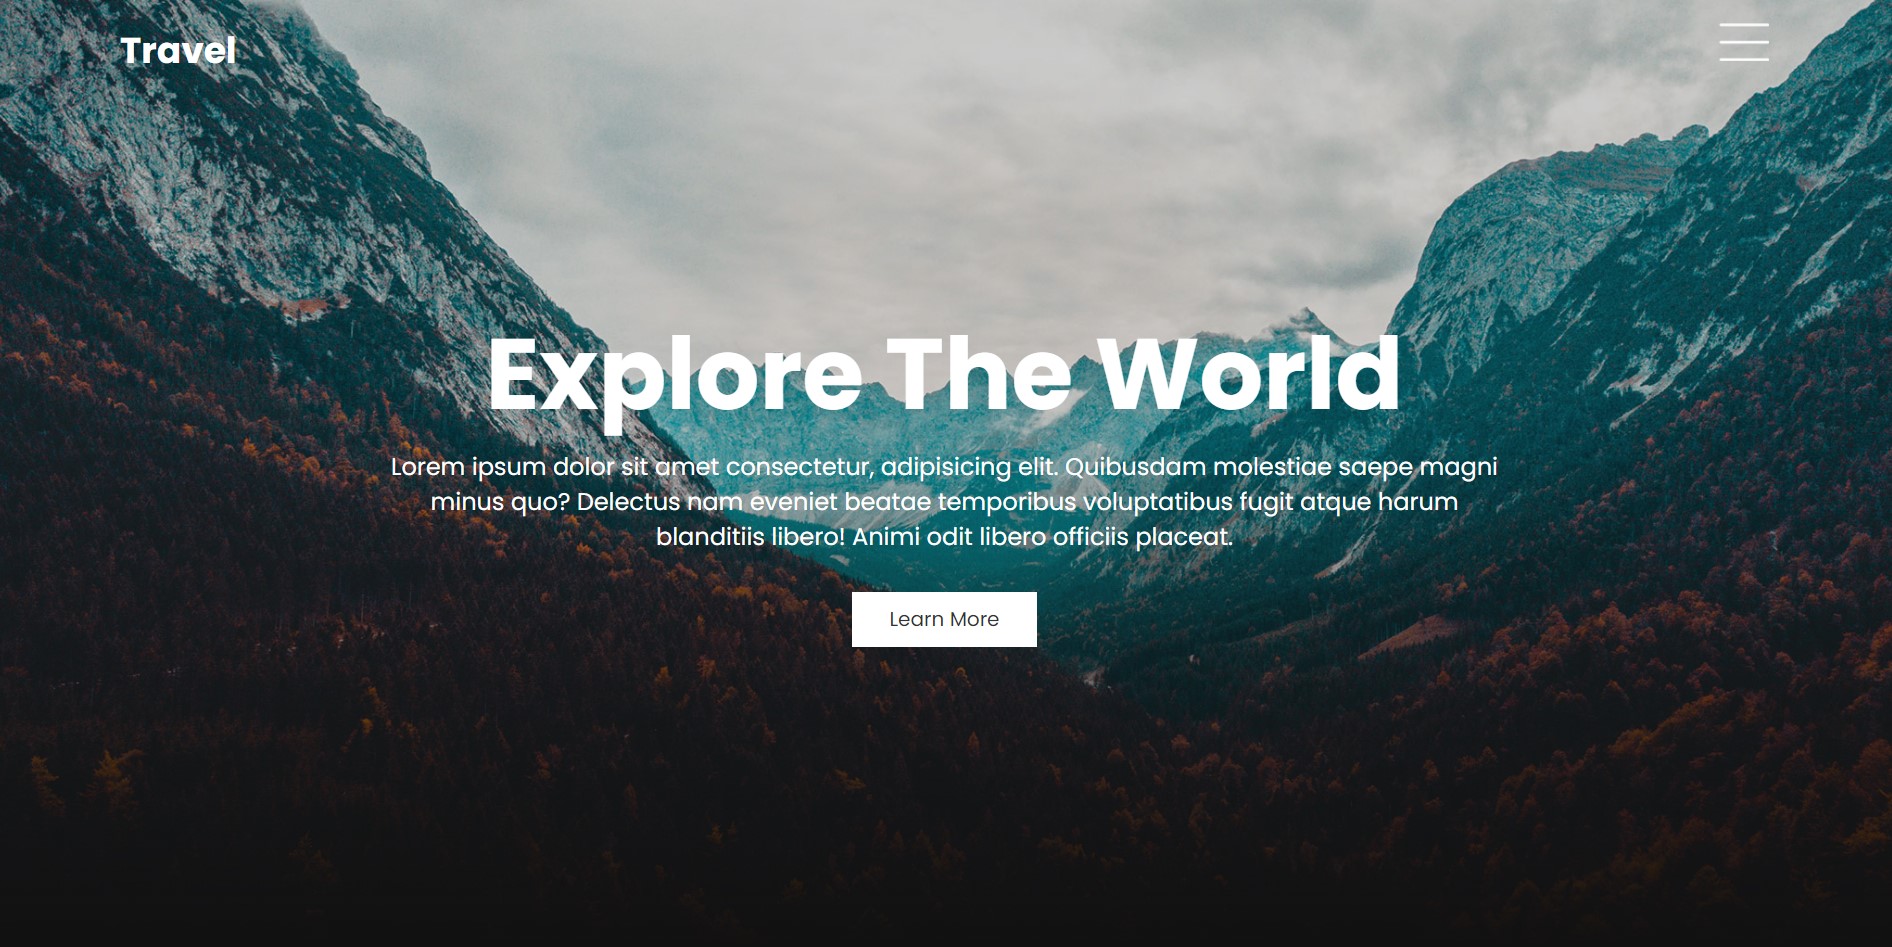 Travel
Explore The World
Lorem ipsum dolor sit amet consectetur, adipisicing elit. Quibusdam molestiae saepe magni
minus quo? Delectus nam eveniet beatae temporibus voluptatibus fugit atque harum
blanditiis libero! Animi odit libero officiis placeat.
Learn More